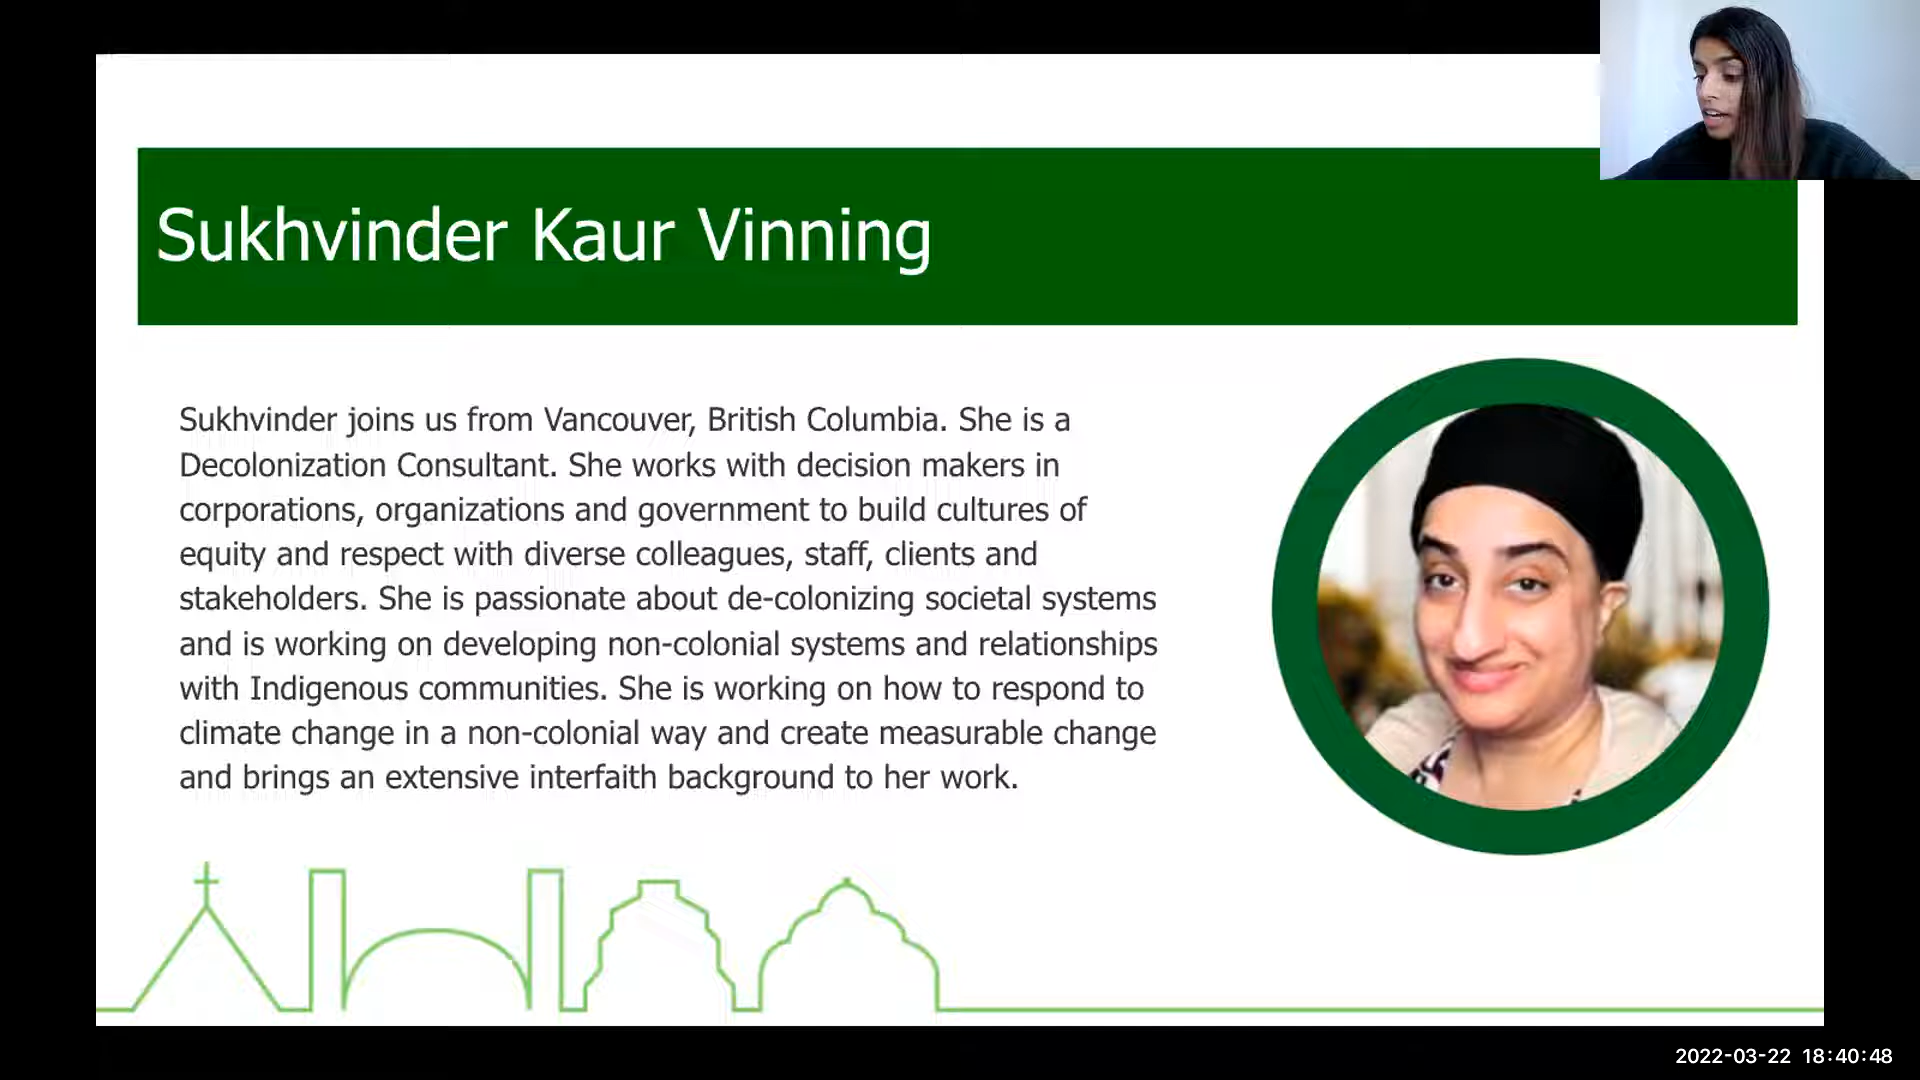 Sukhvinder Kaur Vinning
Sukhvinder joins us from Vancouver, British Columbia. She is a
Decolonization Consultant. She works with decision makers in
corporations, organizations and government to build cultures of
equity and respect with diverse colleagues, staff, clients and
stakeholders. She is passionate about de-colonizing societal systems
and is working on developing non-colonial systems and relationships
with Indigenous communities. She is working on how to respond to
climate change in a non-colonial way and create measurable change
and brings an extensive interfaith background to her work.
2022-03-22 18:40:48